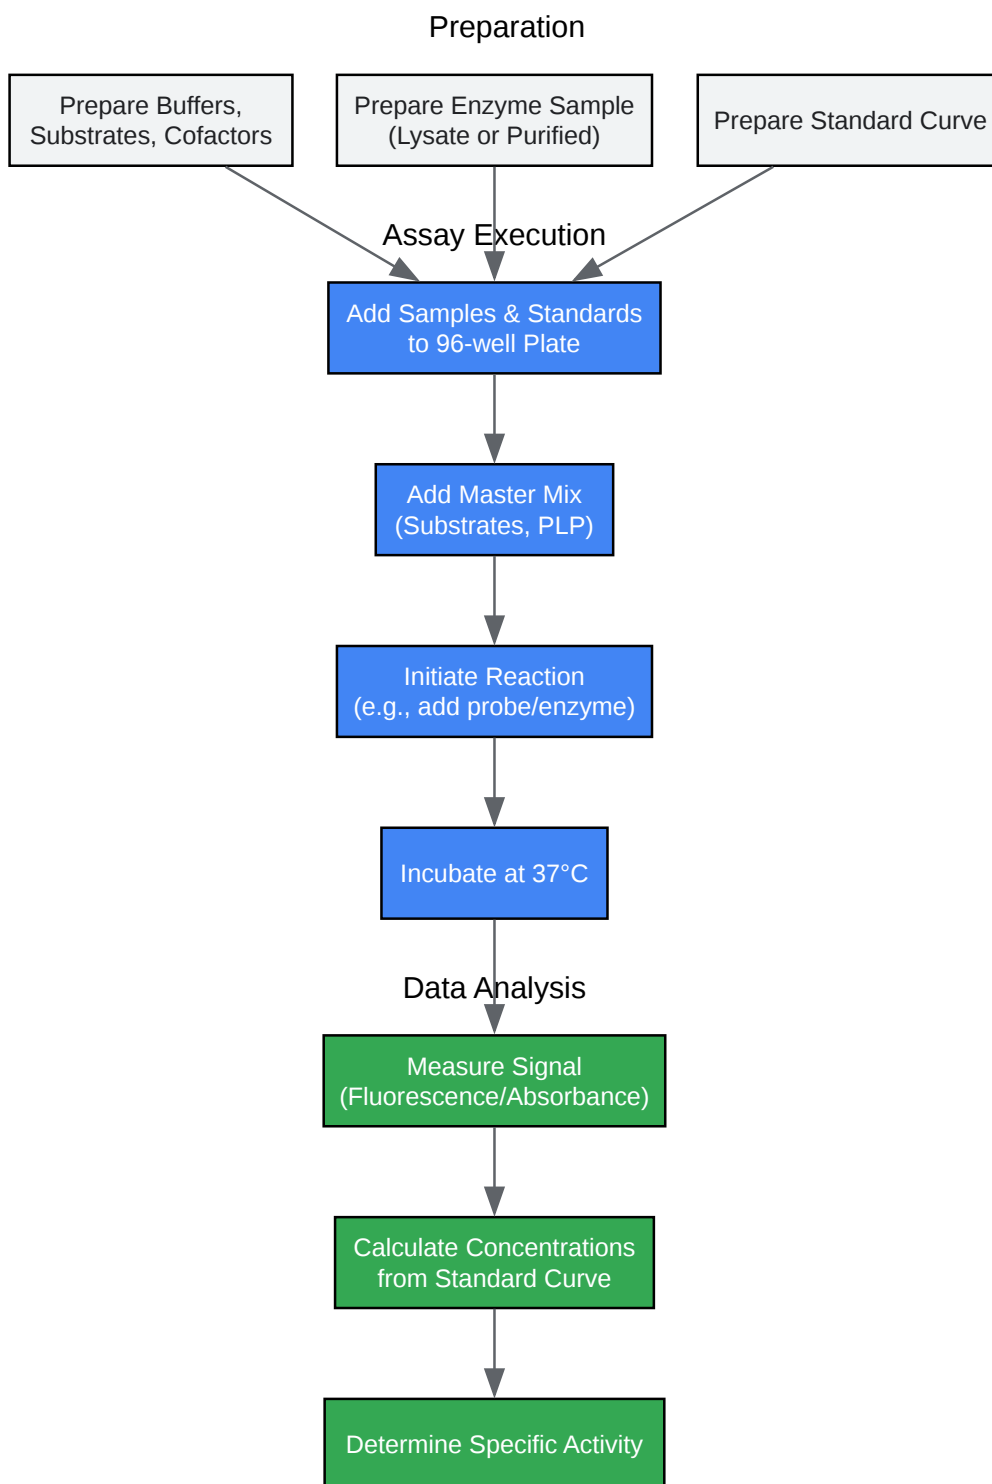 Preparation
Prepare Buffers,
Substrates, Cofactors
Prepare Enzyme Sample
(Lysate or Purified)
Prepare Standard Curve
Assay Execution
Add Samples & Standards
to 96-well Plate
Add Master Mix
(Substrates, PLP)
Initiate Reaction
(e.g., add probe/enzyme)
Incubate at 37°C
Data Analysis
Measure Signal
(Fluorescence/Absorbance)
Calculate Concentrations
from Standard Curve
Determine Specific Activity